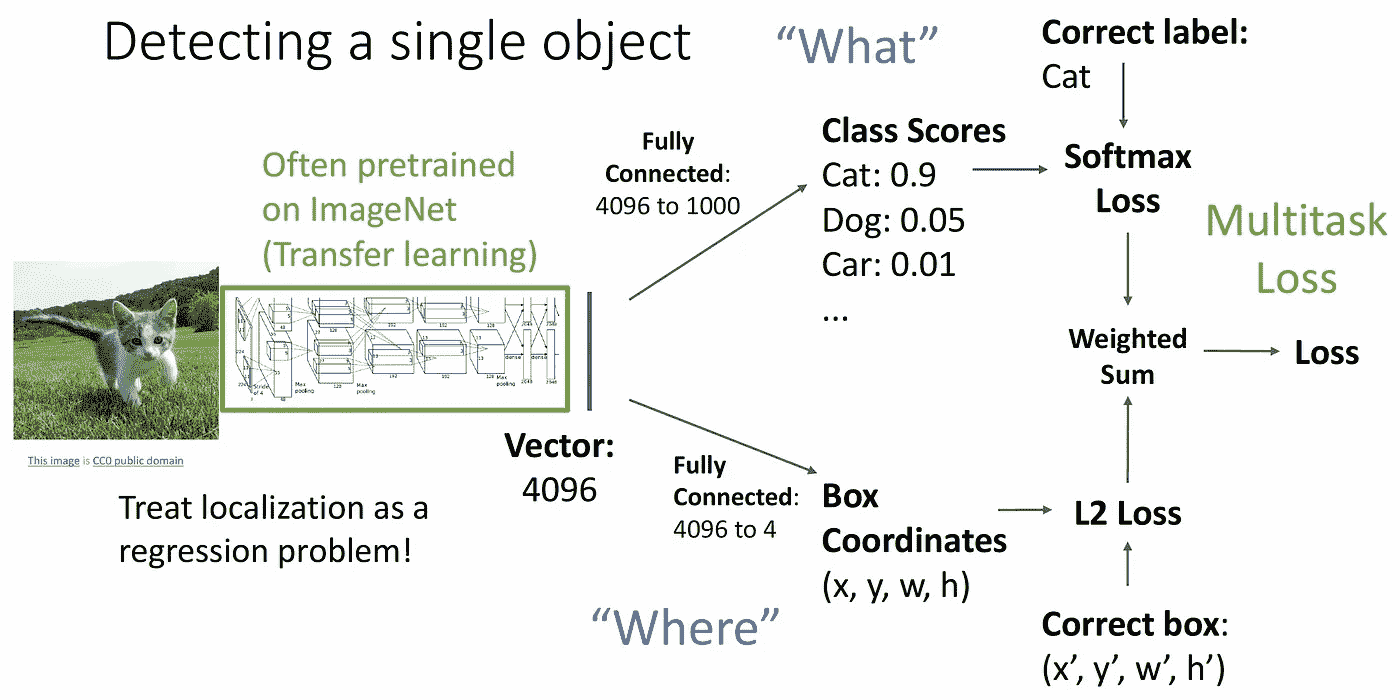 Detecting a single object
"What"
Correct label:
Cat
Often pretrained
on ImageNet
(Transfer learning)
Fully
Connected:
4096 to 1000
Class Scores
Cat: 0.9
Dog: 0.05
Car: 0.01
...
Softmax
Loss
Multitask
Loss
Weighted
Sum
Loss
This image is CC0 public domain
Vector:
4096
Treat localization as a
regression problem!
Fully
Connected:
4096 to 4
Box
Coordinates
(x, y, w, h)
L2 Loss
"Where"
Correct box:
(x’, y’, w’, h’)